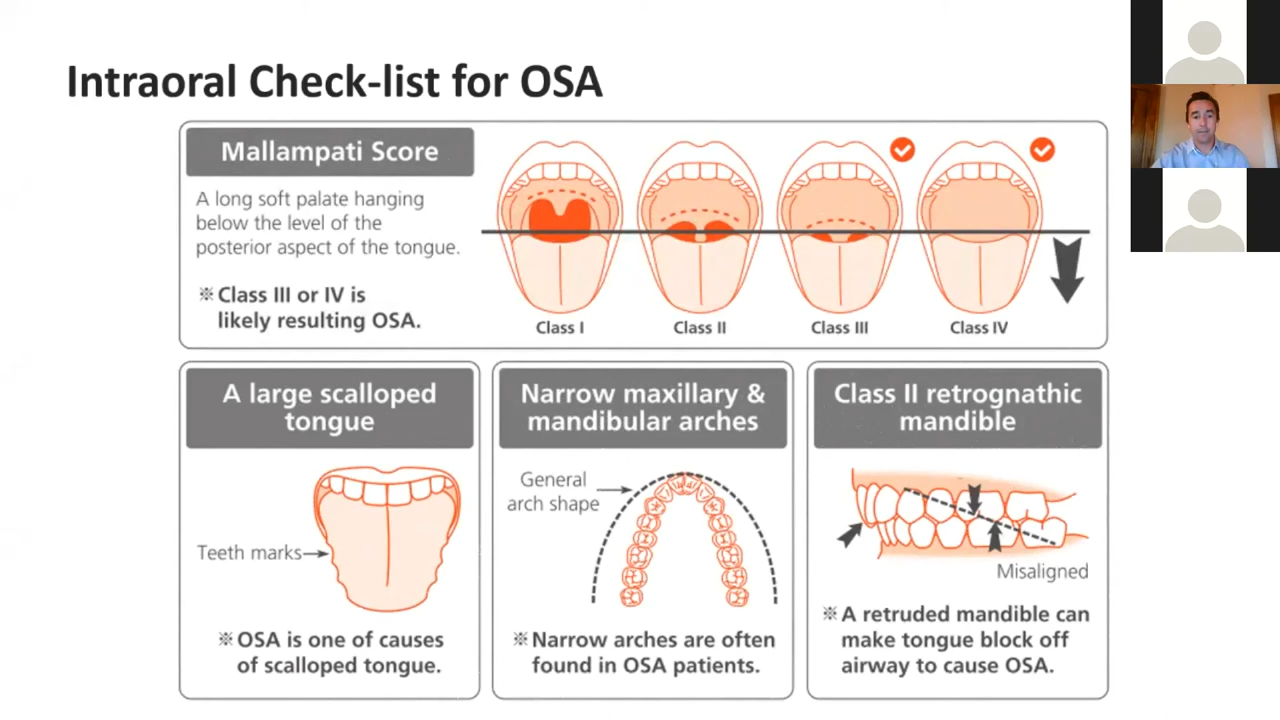 Intraoral Check-list for OSA
Mallampati Score
A long soft palate hanging
below the level of the
posterior aspect of the tongue.
※ Class III or IV is
likely resulting OSA.
Class I
Class II
Class III
Class IV
A large scalloped
tongue
Teeth marks
※ OSA is one of causes
of scalloped tongue.
Narrow maxillary &
mandibular arches
General
arch shape
※ Narrow arches are often
found in OSA patients.
Class II retrognathic
mandible
Misaligned
※ A retruded mandible can
make tongue block off
airway to cause OSA.